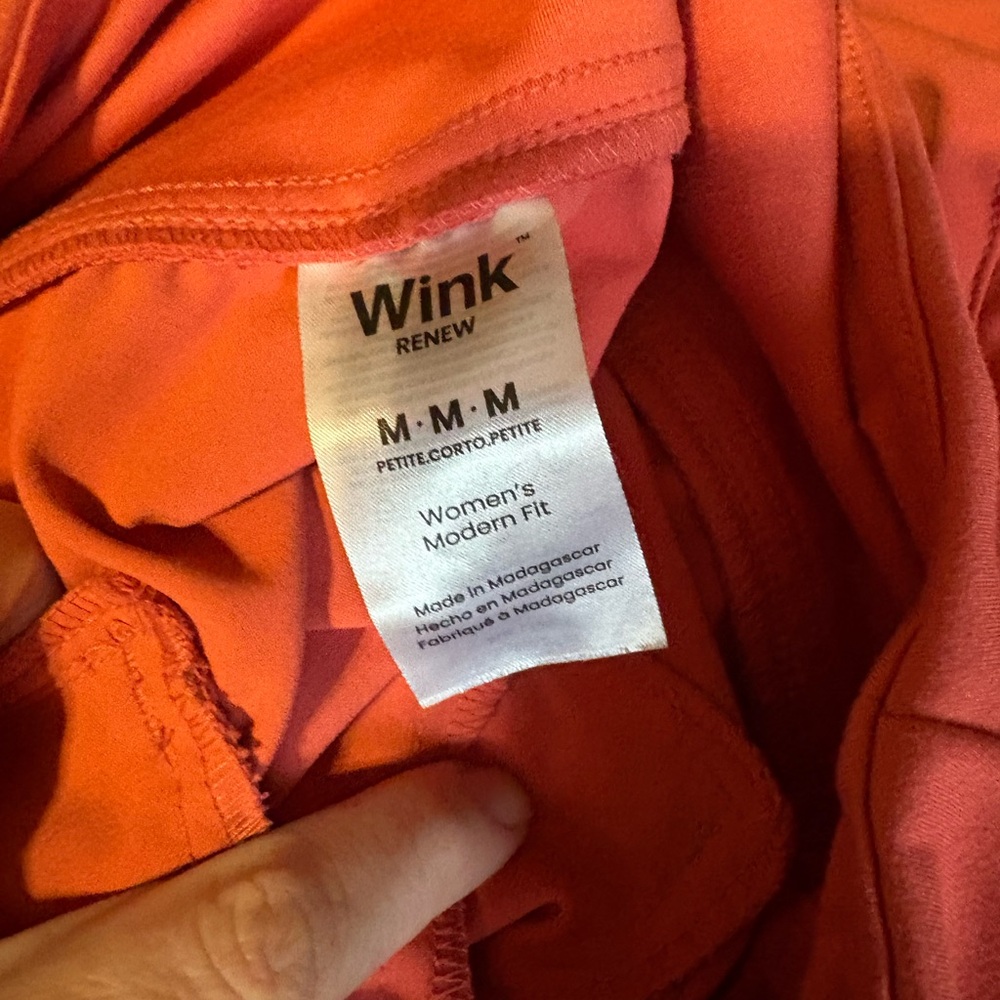 Wink™
RENEW
M·M·M
PETITE.CORTO.PETITE
Women's
Modern Fit
Made in Madagascar
Hecho en Madagascar
Fabriqué à Madagascar